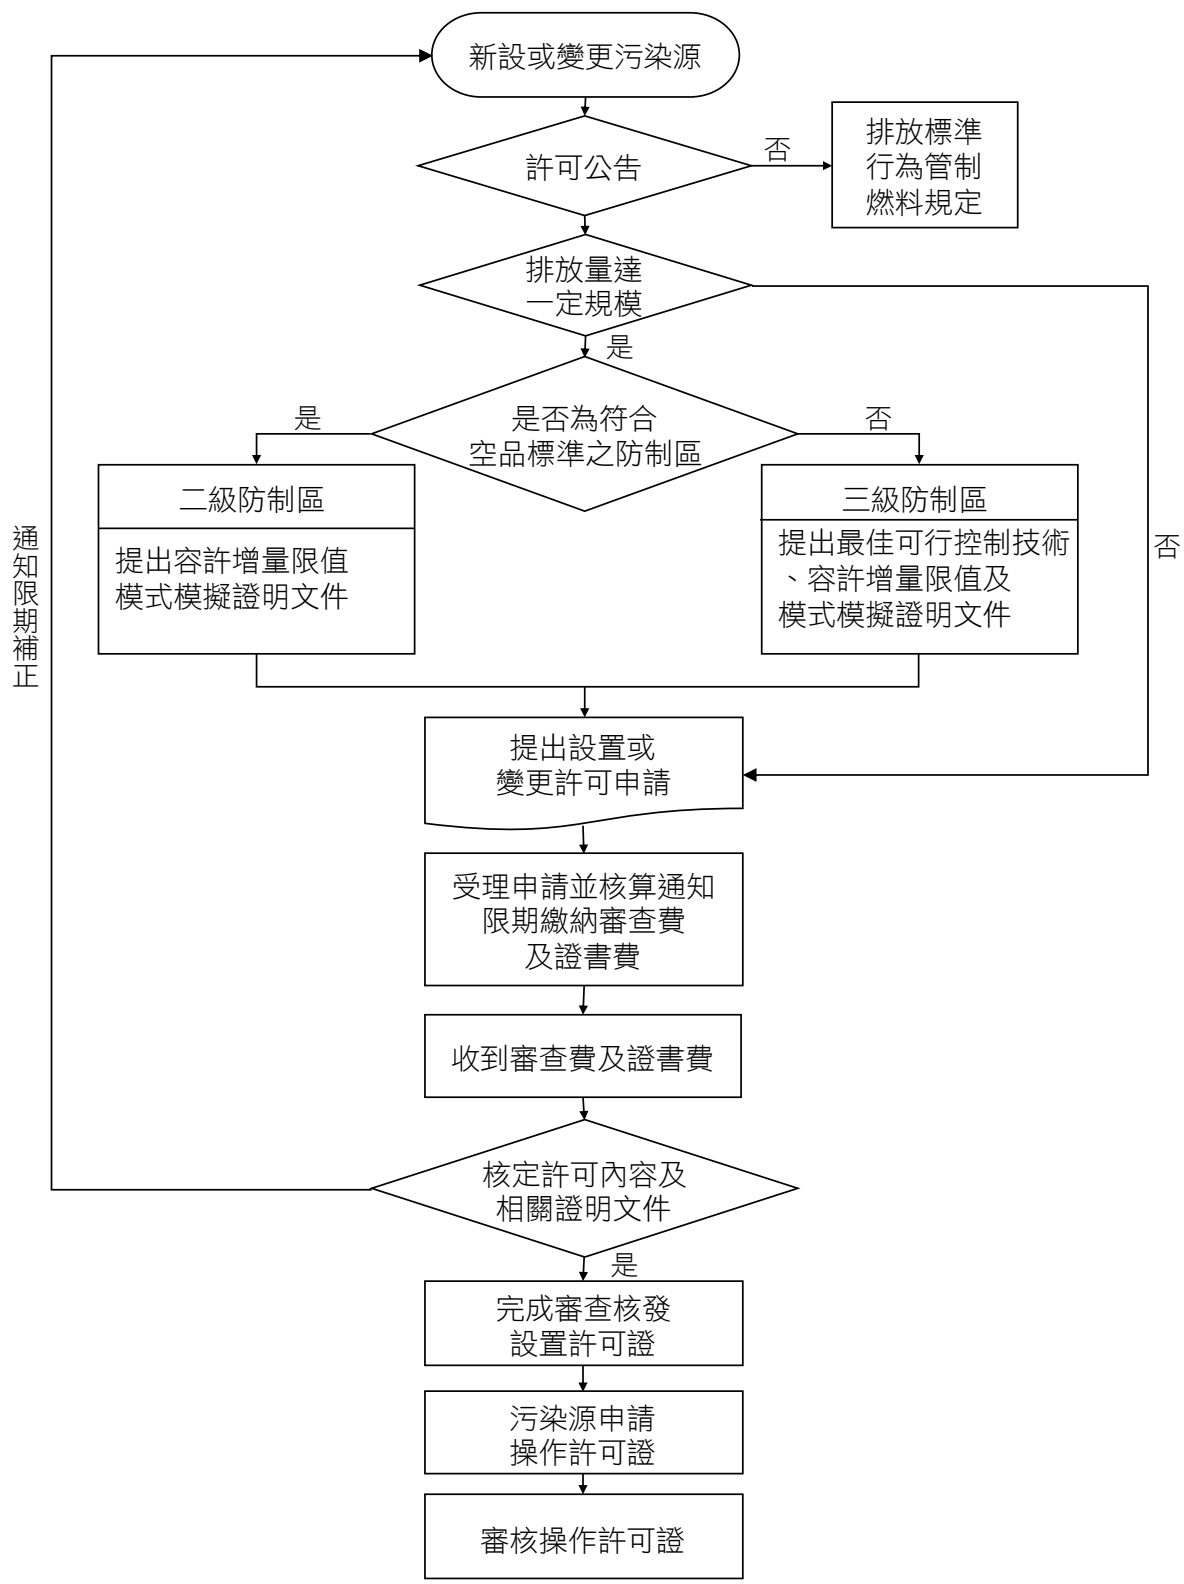 新設或變更污染源
許可公告
否
排放標準
行為管制
燃料規定
排放量達
一定規模
是
是否為符合
空品標準之防制區
是
否
二級防制區
提出容許增量限值
模式模擬證明文件
三級防制區
提出最佳可行控制技術
、容許增量限值及
模式模擬證明文件
否
通知限期補正
提出設置或
變更許可申請
受理申請並核算通知
限期繳納審查費
及證書費
收到審查費及證書費
核定許可內容及
相關證明文件
是
完成審查核發
設置許可證
污染源申請
操作許可證
審核操作許可證